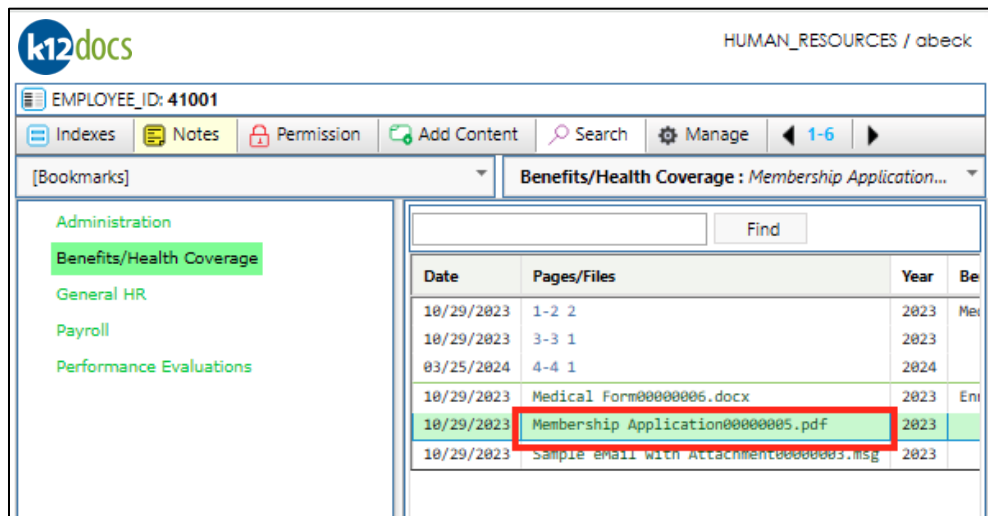 k12docs
HUMAN_RESOURCES / abeck
EMPLOYEE_ID: 41001
Indexes Notes Permission Add Content Search Manage 1-6
[Bookmarks] Benefits/Health Coverage : Membership Application...
Administration
Benefits/Health Coverage
General HR
Payroll
Performance Evaluations
Find
Date Pages/Files Year Be
10/29/2023 1-2 2 2023 Med
10/29/2023 3-3 1 2023
03/25/2024 4-4 1 2024
10/29/2023 Medical Form00000006.docx 2023 Enr
10/29/2023 Membership Application00000005.pdf 2023
10/29/2023 Sample eMail with Attachment00000003.msg 2023